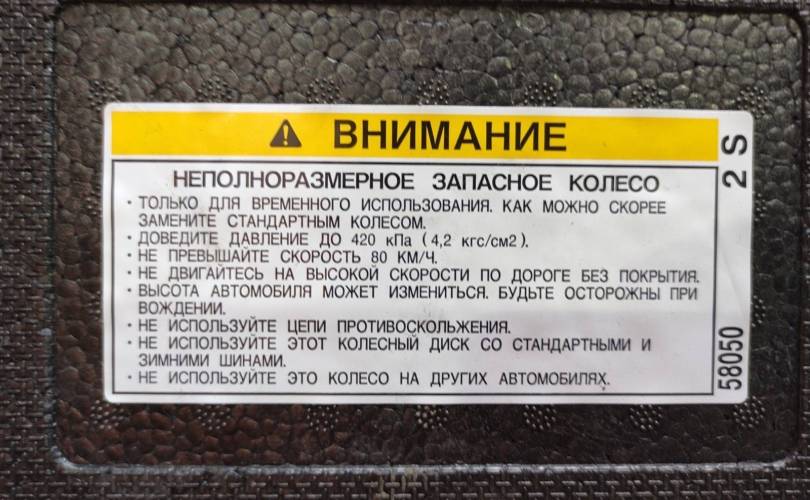 ВНИМАНИЕ
НЕПОЛНОРАЗМЕРНОЕ ЗАПАСНОЕ КОЛЕСО
· ТОЛЬКО ДЛЯ ВРЕМЕННОГО ИСПОЛЬЗОВАНИЯ. КАК МОЖНО СКОРЕЕ
ЗАМЕНИТЕ СТАНДАРТНЫМ КОЛЕСОМ.
· ДОВЕДИТЕ ДАВЛЕНИЕ ДО 420 кПа (4,2 кгс/см2).
· НЕ ПРЕВЫШАЙТЕ СКОРОСТЬ 80 КМ/Ч.
· НЕ ДВИГАЙТЕСЬ НА ВЫСОКОЙ СКОРОСТИ ПО ДОРОГЕ БЕЗ ПОКРЫТИЯ.
· ВЫСОТА АВТОМОБИЛЯ МОЖЕТ ИЗМЕНИТЬСЯ. БУДЬТЕ ОСТОРОЖНЫ ПРИ
ВОЖДЕНИИ.
· НЕ ИСПОЛЬЗУЙТЕ ЦЕПИ ПРОТИВОСКОЛЬЖЕНИЯ.
· НЕ ИСПОЛЬЗУЙТЕ ЭТОТ КОЛЕСНЫЙ ДИСК СО СТАНДАРТНЫМИ И
ЗИМНИМИ ШИНАМИ.
· НЕ ИСПОЛЬЗУЙТЕ ЭТО КОЛЕСО НА ДРУГИХ АВТОМОБИЛЯХ.
58050
2 S